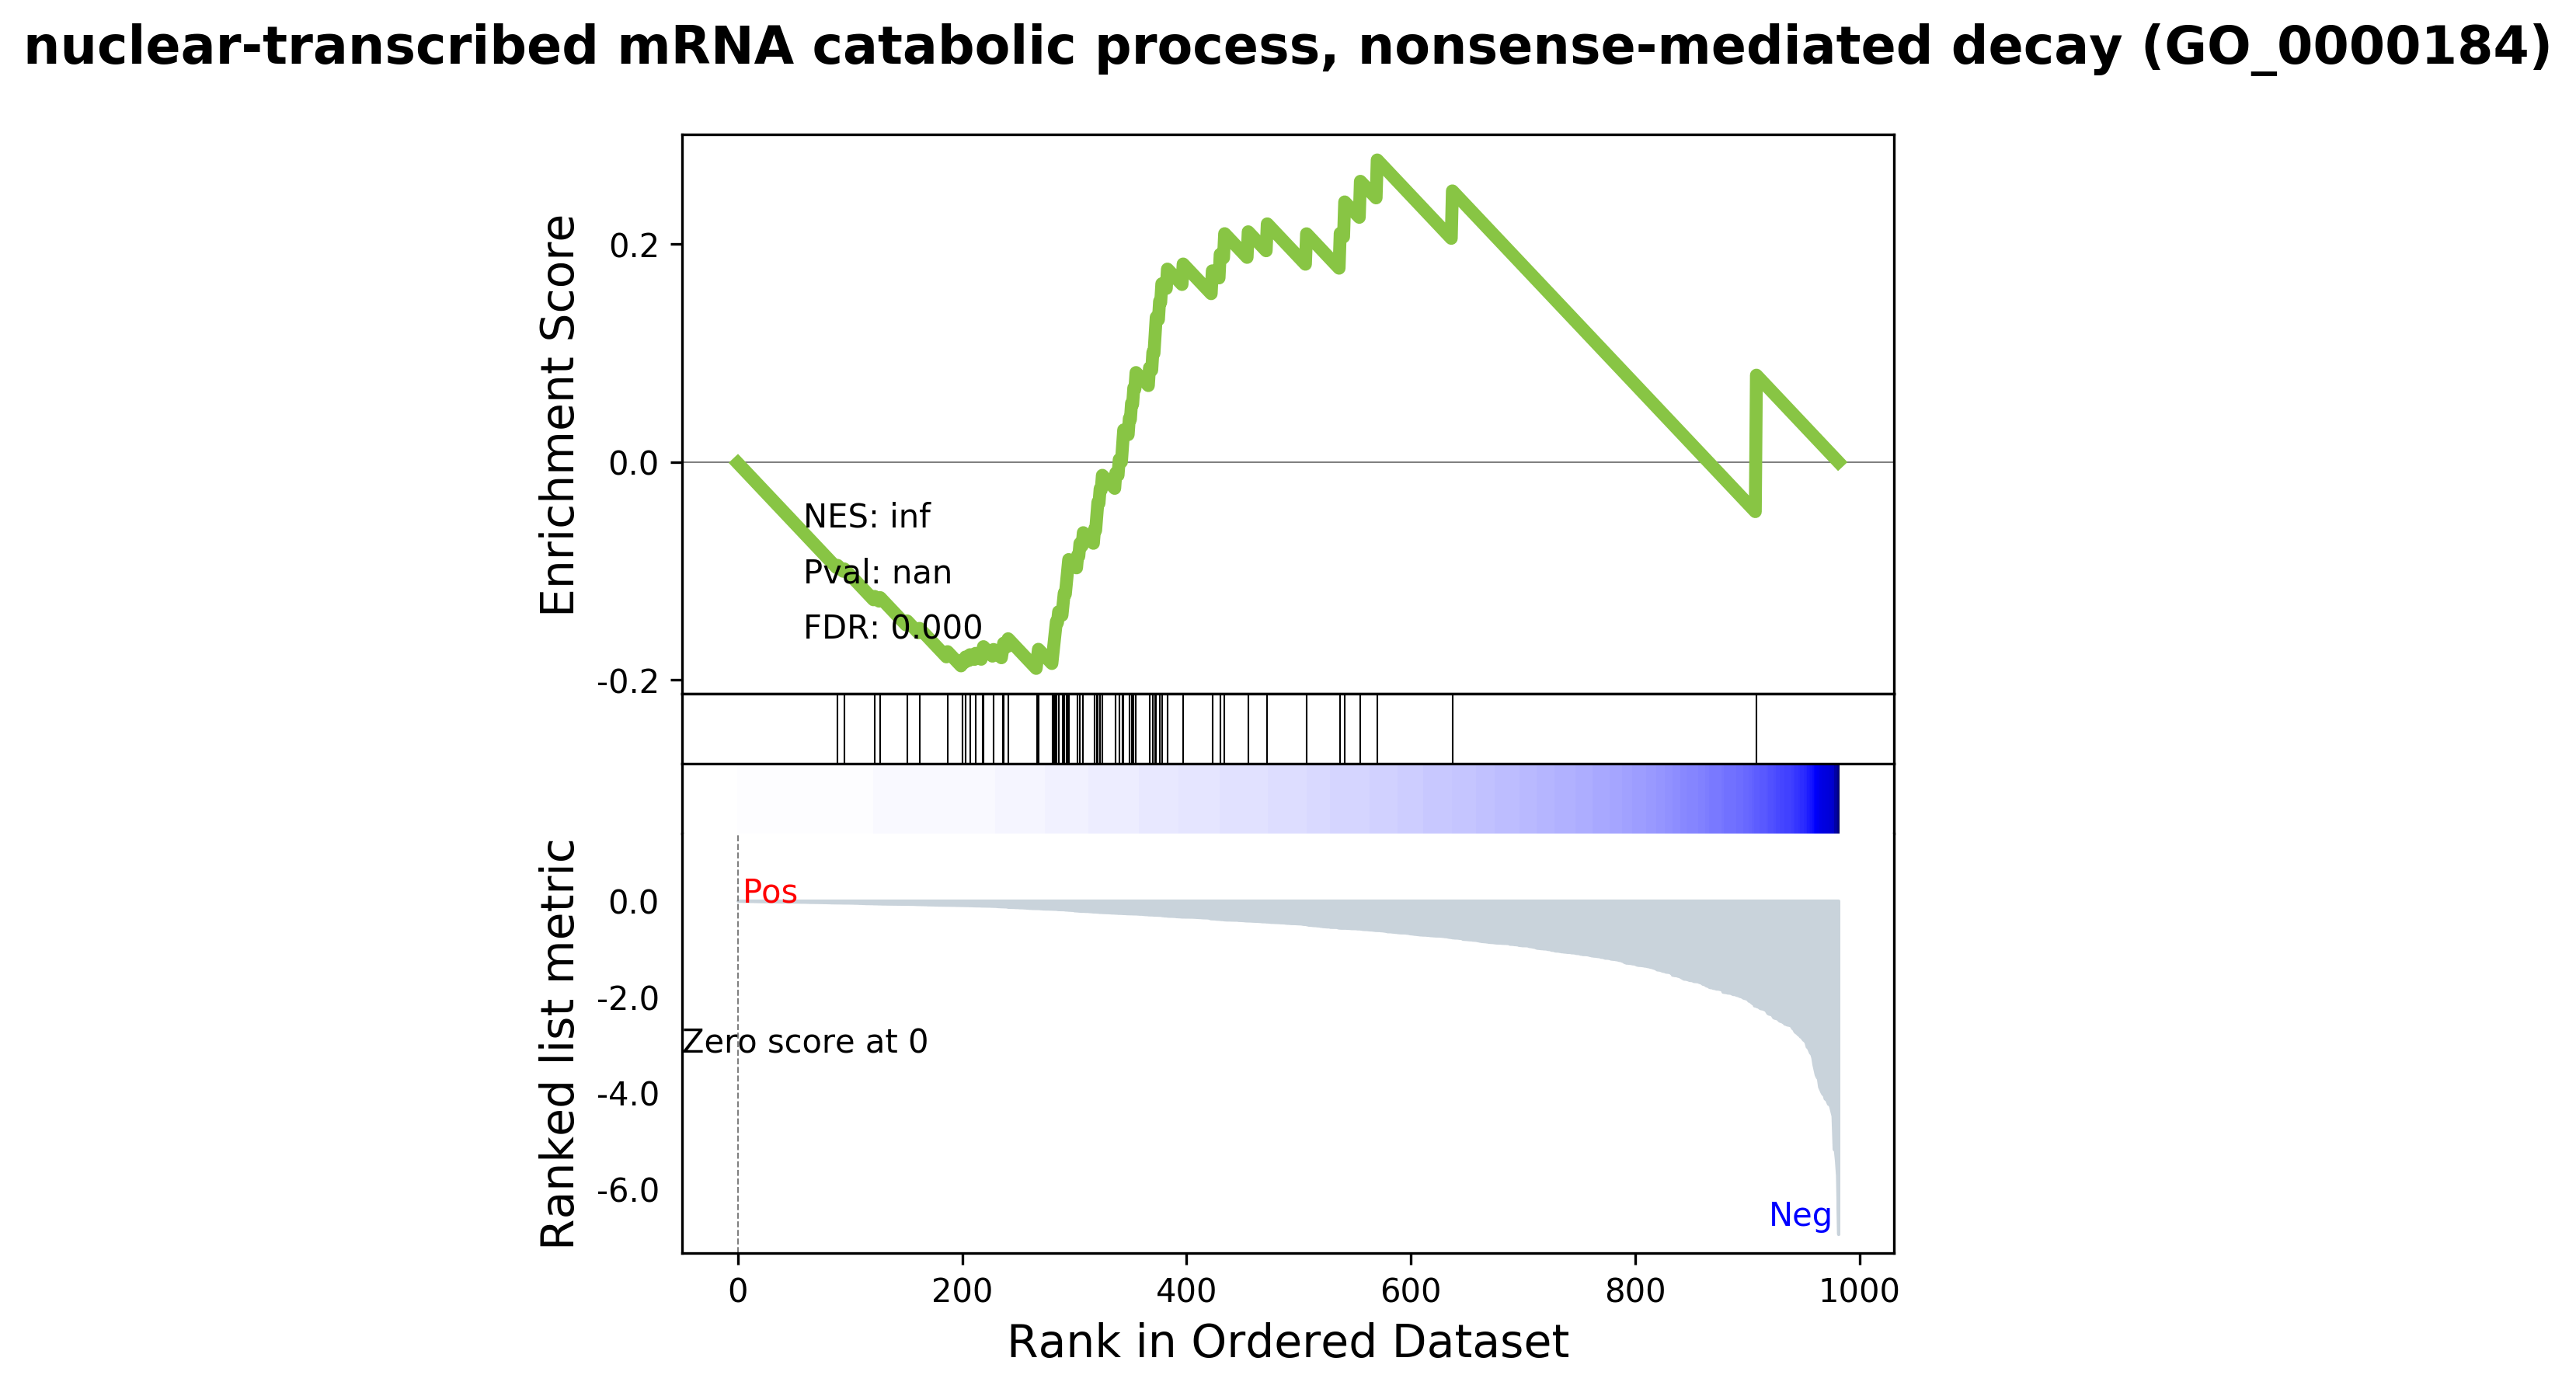 nuclear-transcribed mRNA catabolic process, nonsense-mediated decay (GO_0000184)
Enrichment Score
0.2
0.0
-0.2
NES: inf
Pval: nan
FDR: 0.000
Ranked list metric
0.0
-2.0
-4.0
-6.0
Pos
Zero score at 0
Neg
0 200 400 600 800 1000
Rank in Ordered Dataset